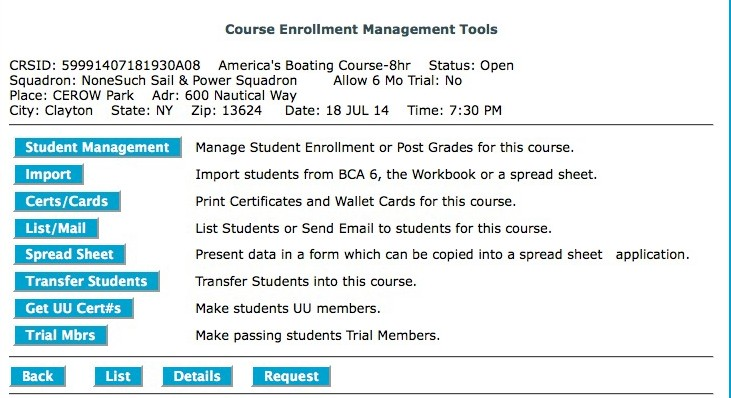 Course Enrollment Management Tools
CRSID: 59991407181930A08 America's Boating Course-8hr Status: Open
Squadron: NoneSuch Sail & Power Squadron Allow 6 Mo Trial: No
Place: CEROW Park Adr: 600 Nautical Way
City: Clayton State: NY Zip: 13624 Date: 18 JUL 14 Time: 7:30 PM
Student Management Manage Student Enrollment or Post Grades for this course.
Import Import students from BCA 6, the Workbook or a spread sheet.
Certs/Cards Print Certificates and Wallet Cards for this course.
List/Mail List Students or Send Email to students for this course.
Spread Sheet Present data in a form which can be copied into a spread sheet application.
Transfer Students Transfer Students into this course.
Get UU Cert#s Make students UU members.
Trial Mbrs Make passing students Trial Members.
Back List Details Request